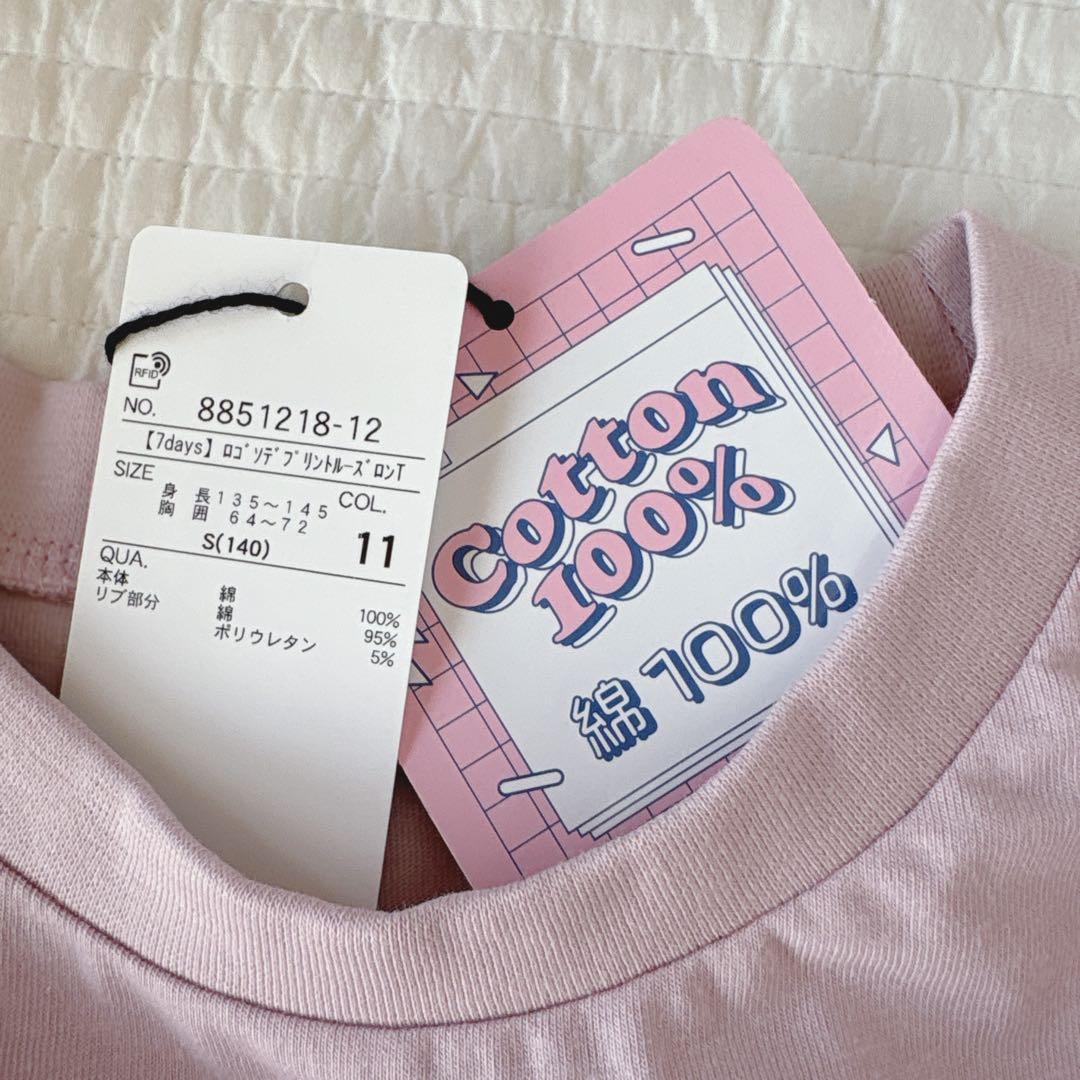 RFID
NO. 8851218-12
【7days】ﾛｺﾞｿﾃﾞﾌﾟﾘﾝﾄﾙｰｽﾞﾛﾝT
SIZE COL.
身 長135～145
胸 囲 64～72
S(140) 11
QUA.
本体 綿 100%
リブ部分 綿 95%
ポリウレタン 5%
Cotton
100%
綿 100%